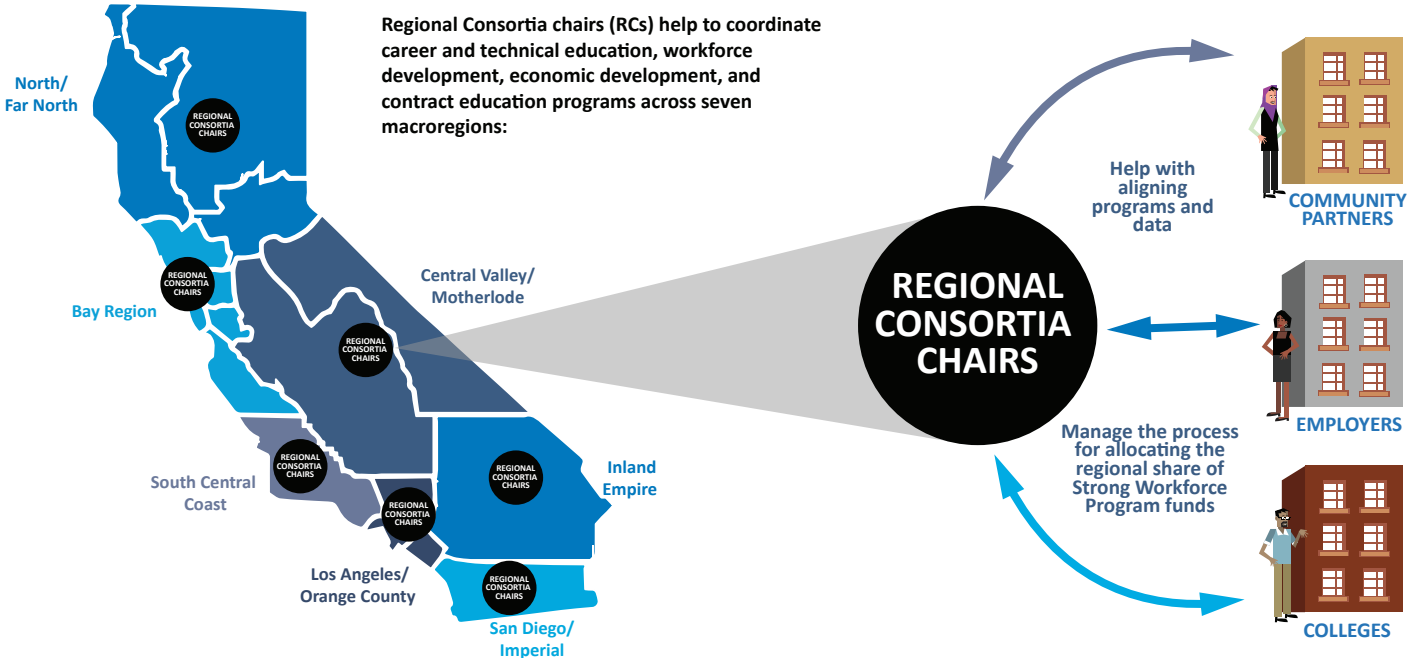 Regional Consortia chairs (RCs) help to coordinate
career and technical education, workforce
development, economic development, and
contract education programs across seven
macroregions:
North/
Far North
REGIONAL
CONSORTIA
CHAIRS
Bay Region
REGIONAL
CONSORTIA
CHAIRS
Central Valley/
Motherlode
REGIONAL
CONSORTIA
CHAIRS
South Central
Coast
REGIONAL
CONSORTIA
CHAIRS
Inland
Empire
REGIONAL
CONSORTIA
CHAIRS
Los Angeles/
Orange County
REGIONAL
CONSORTIA
CHAIRS
San Diego/
Imperial
REGIONAL
CONSORTIA
CHAIRS
REGIONAL
CONSORTIA
CHAIRS
Help with
aligning
programs and
data
COMMUNITY
PARTNERS
EMPLOYERS
Manage the process
for allocating the
regional share of
Strong Workforce
Program funds
COLLEGES